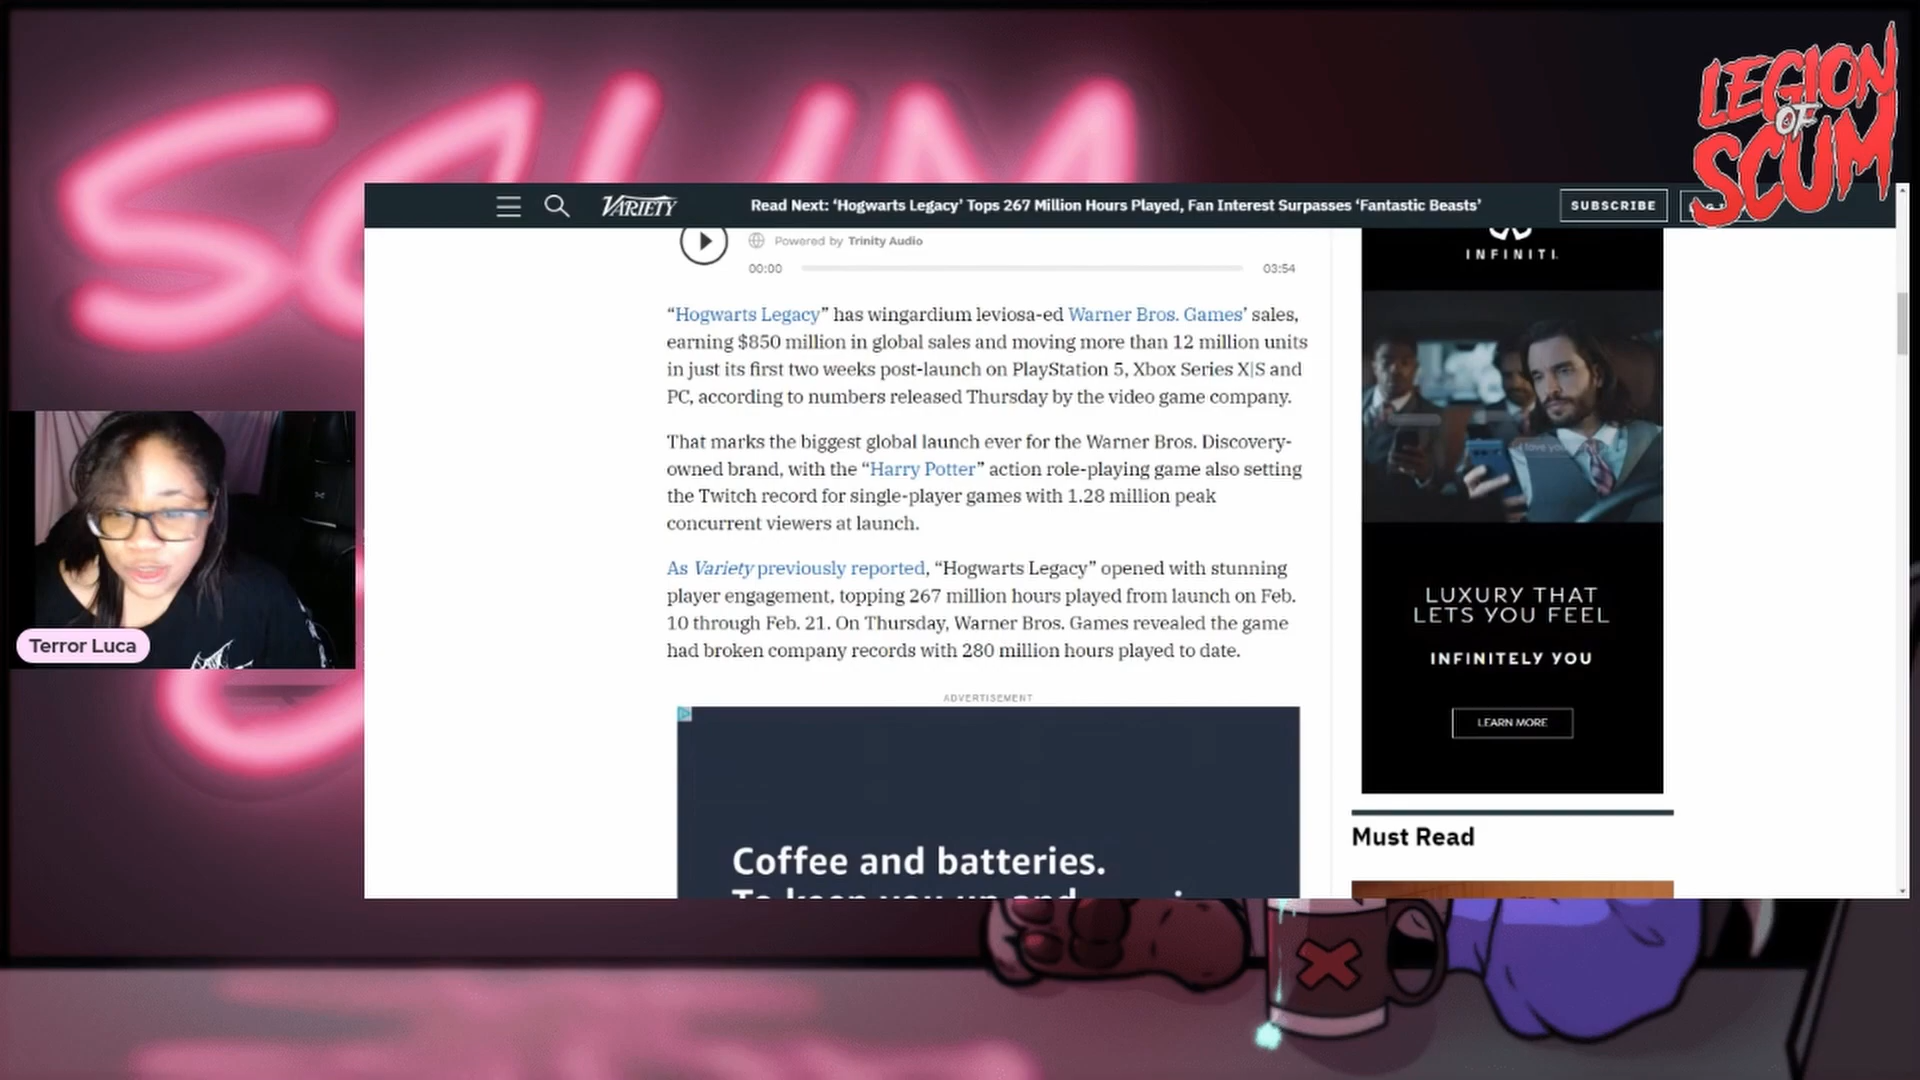 SCUM
LEGION
OF
SCUM
VARIETY
Read Next: ‘Hogwarts Legacy’ Tops 267 Million Hours Played, Fan Interest Surpasses ‘Fantastic Beasts’
SUBSCRIBE
Powered by Trinity Audio
00:00
03:54
“Hogwarts Legacy” has wingardium leviosa-ed Warner Bros. Games’ sales,
earning $850 million in global sales and moving more than 12 million units
in just its first two weeks post-launch on PlayStation 5, Xbox Series X|S and
PC, according to numbers released Thursday by the video game company.
That marks the biggest global launch ever for the Warner Bros. Discovery-
owned brand, with the “Harry Potter” action role-playing game also setting
the Twitch record for single-player games with 1.28 million peak
concurrent viewers at launch.
As Variety previously reported, “Hogwarts Legacy” opened with stunning
player engagement, topping 267 million hours played from launch on Feb.
10 through Feb. 21. On Thursday, Warner Bros. Games revealed the game
had broken company records with 280 million hours played to date.
ADVERTISEMENT
Coffee and batteries.
To keep you up and
INFINITI
LUXURY THAT
LETS YOU FEEL
INFINITELY YOU
LEARN MORE
Must Read
Terror Luca